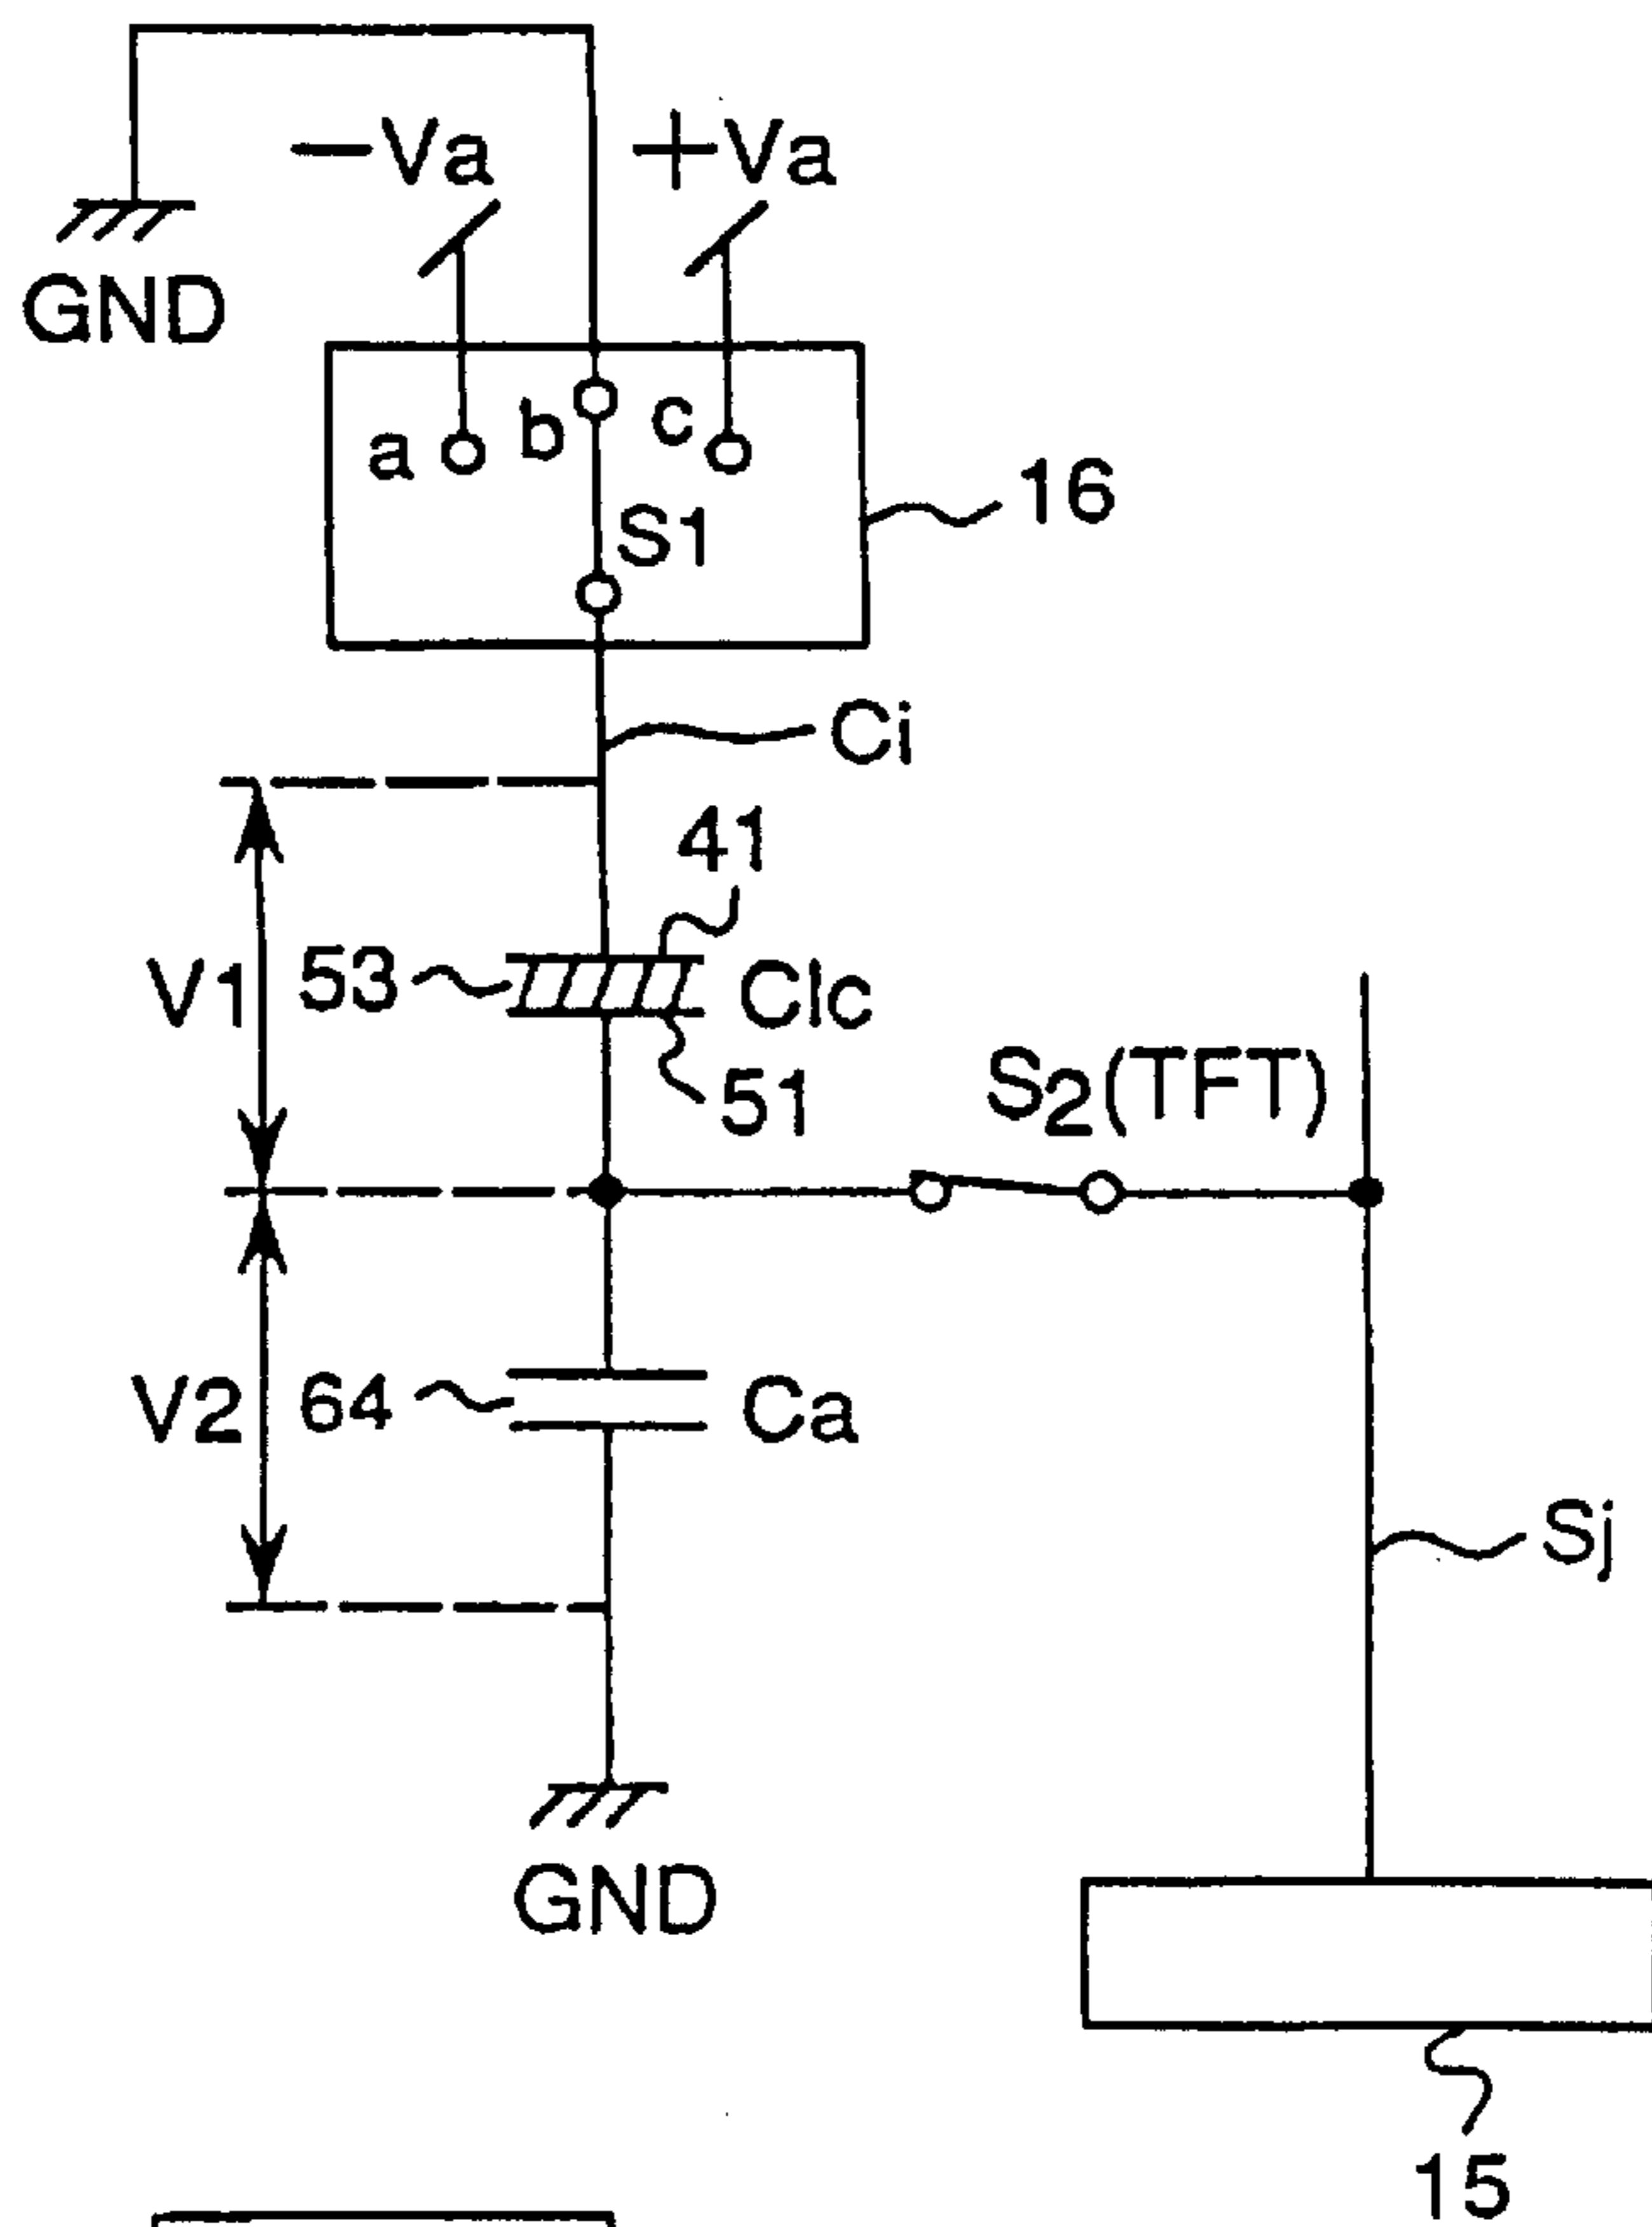 −Va
+Va
GND
a
b
c
S1
16
Ci
41
V1
53
Clc
51
S2(TFT)
V2
64
Ca
Sj
GND
15